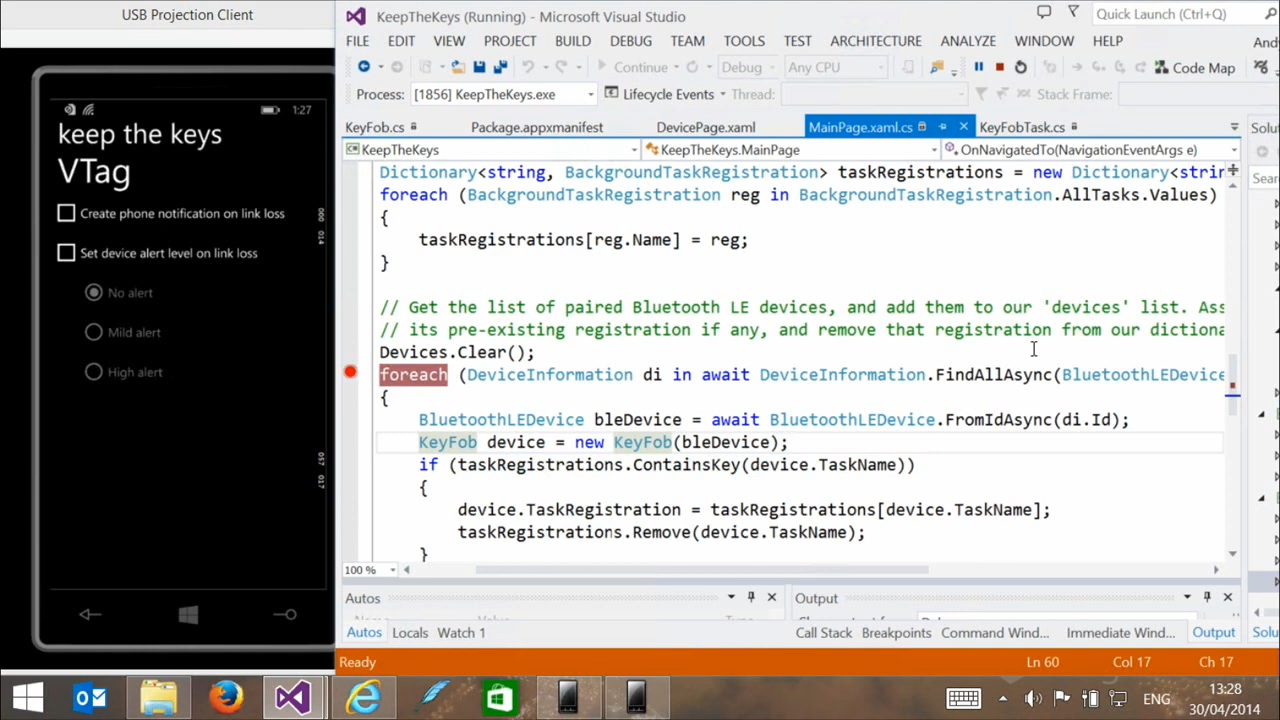 USB Projection Client
1:27
keep the keys
VTag
Create phone notification on link loss
Set device alert level on link loss
No alert
Mild alert
High alert
000 014
057 017
KeepTheKeys (Running) - Microsoft Visual Studio
Quick Launch (Ctrl+Q)
FILE EDIT VIEW PROJECT BUILD DEBUG TEAM TOOLS TEST ARCHITECTURE ANALYZE WINDOW HELP
Continue Debug Any CPU Code Map
Process: [1856] KeepTheKeys.exe Lifecycle Events Thread: Stack Frame:
KeyFob.cs Package.appxmanifest DevicePage.xaml MainPage.xaml.cs KeyFobTask.cs
KeepTheKeys KeepTheKeys.MainPage OnNavigatedTo(NavigationEventArgs e)
Dictionary<string, BackgroundTaskRegistration> taskRegistrations = new Dictionary<strin
foreach (BackgroundTaskRegistration reg in BackgroundTaskRegistration.AllTasks.Values)
{
taskRegistrations[reg.Name] = reg;
}
// Get the list of paired Bluetooth LE devices, and add them to our 'devices' list. Ass
// its pre-existing registration if any, and remove that registration from our dictiona
Devices.Clear();
foreach (DeviceInformation di in await DeviceInformation.FindAllAsync(BluetoothLEDevice
{
BluetoothLEDevice bleDevice = await BluetoothLEDevice.FromIdAsync(di.Id);
KeyFob device = new KeyFob(bleDevice);
if (taskRegistrations.ContainsKey(device.TaskName))
{
device.TaskRegistration = taskRegistrations[device.TaskName];
taskRegistrations.Remove(device.TaskName);
}
100 %
Autos Output
Autos Locals Watch 1 Call Stack Breakpoints Command Wind... Immediate Wind... Output
Ready Ln 60 Col 17 Ch 17
ENG
13:28
30/04/2014